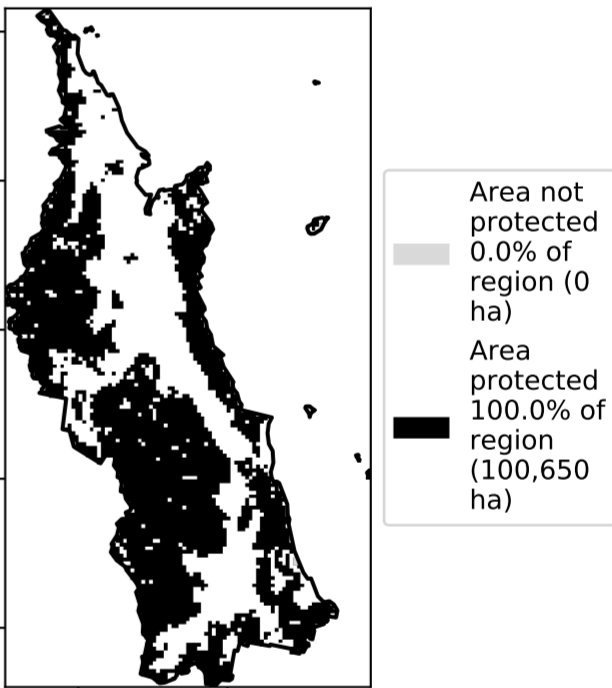 Area not
protected
0.0% of
region (0
ha)
Area
protected
100.0% of
region
(100,650
ha)